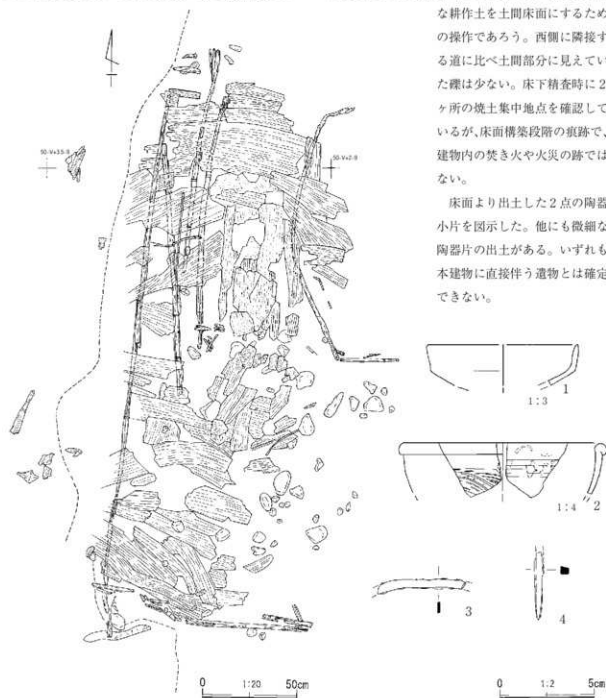 な耕作土を土間床面にするため
の操作であろう。西側に隣接す
る道に比べ土間部分に見えてい
た礫は少ない。床下精査時に2
ヶ所の焼土集中地点を確認して
いるが、床面構築段階の痕跡で、
建物内の焚き火や火災の跡では
ない。
床面より出土した2点の陶器
小片を図示した。他にも微細な
陶器片の出土がある。いずれも
本建物に直接伴う遺物とは確定
できない。
1
1:3
1:4
2
3
4
0 1:20 50cm
0 1:2 5cm